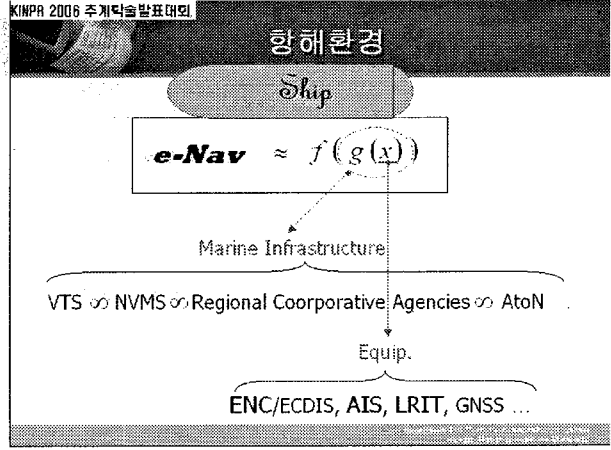 KINPR 2006 추계학술발표대회
항해환경
Ship
e-Nav ≈ f ( g (x) )
Marine Infrastructure
VTS ∽ NVMS ∽ Regional Coorporative Agencies ∽ AtoN
Equip.
ENC/ECDIS, AIS, LRIT, GNSS ...